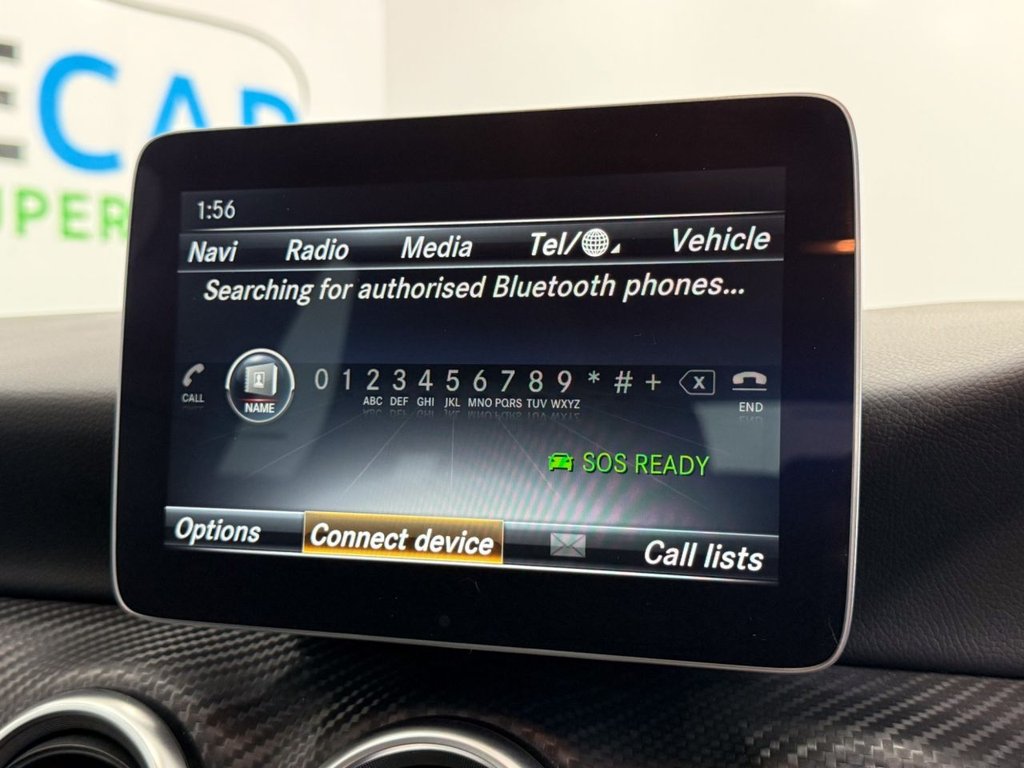 E CAR
UPER
1:56
Navi Radio Media Tel/ Vehicle
Searching for authorised Bluetooth phones...
CALL NAME 0 1 2 3 4 5 6 7 8 9 * # + X END
ABC DEF GHI JKL MNO PQRS TUV WXYZ
SOS READY
Options Connect device Call lists